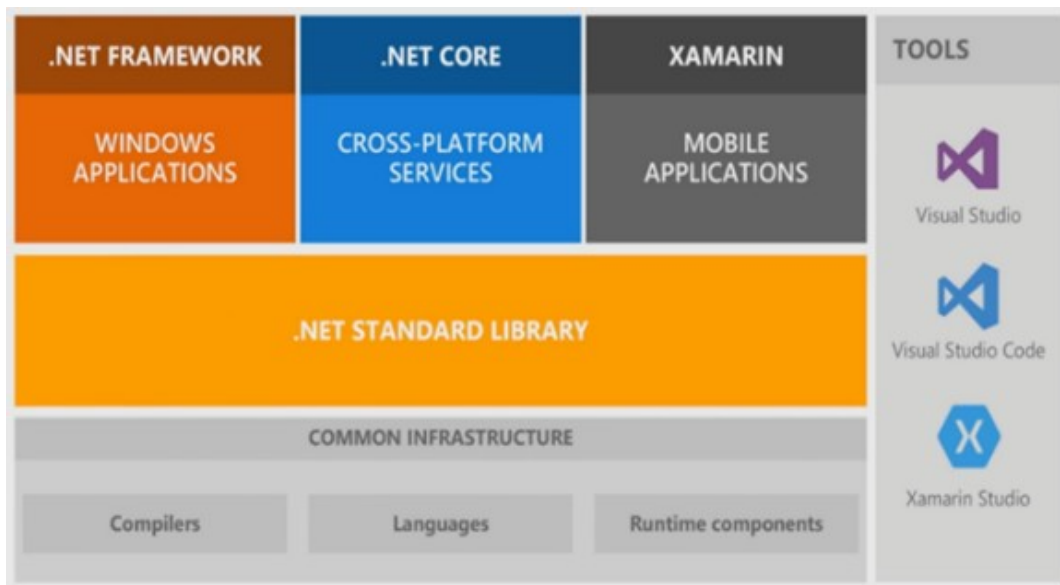 .NET FRAMEWORK
WINDOWS
APPLICATIONS
.NET CORE
CROSS-PLATFORM
SERVICES
XAMARIN
MOBILE
APPLICATIONS
.NET STANDARD LIBRARY
COMMON INFRASTRUCTURE
Compilers
Languages
Runtime components
TOOLS
Visual Studio
Visual Studio Code
X
Xamarin Studio